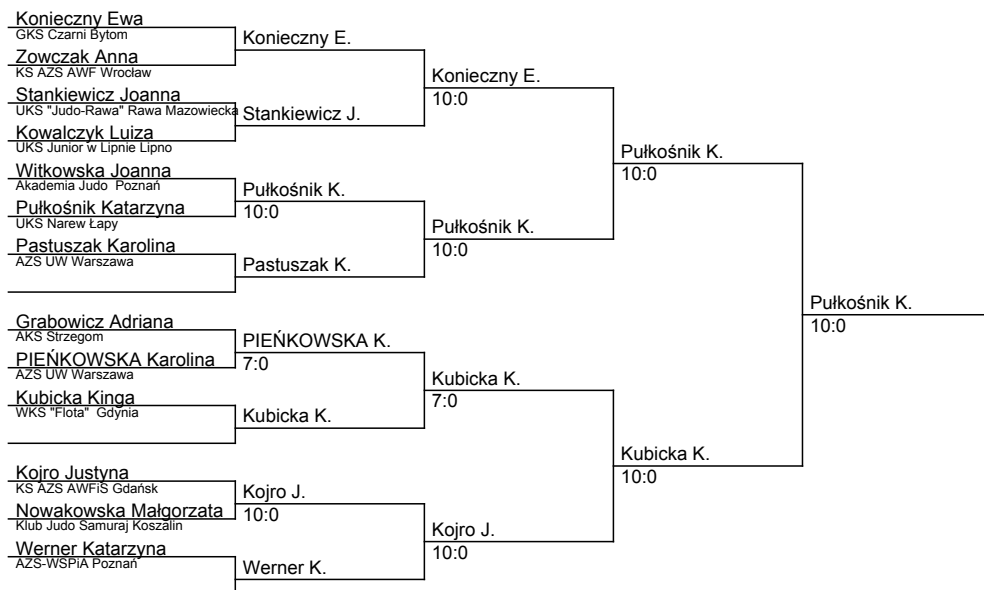 Konieczny Ewa
GKS Czarni Bytom
Zowczak Anna
KS AZS AWF Wrocław
Stankiewicz Joanna
UKS "Judo-Rawa" Rawa Mazowiecka
Kowalczyk Luiza
UKS Junior w Lipnie Lipno
Witkowska Joanna
Akademia Judo Poznań
Pułkośnik Katarzyna
UKS Narew Łapy
Pastuszak Karolina
AZS UW Warszawa
Grabowicz Adriana
AKS Strzegom
PIEŃKOWSKA Karolina
AZS UW Warszawa
Kubicka Kinga
WKS "Flota" Gdynia
Kojro Justyna
KS AZS AWFiS Gdańsk
Nowakowska Małgorzata
Klub Judo Samuraj Koszalin
Werner Katarzyna
AZS-WSPiA Poznań
Konieczny E.
Stankiewicz J.
Pułkośnik K.
10:0
Pastuszak K.
PIEŃKOWSKA K.
7:0
Kubicka K.
Kojro J.
10:0
Werner K.
Konieczny E.
10:0
Pułkośnik K.
10:0
Kubicka K.
7:0
Kojro J.
10:0
Pułkośnik K.
10:0
Kubicka K.
10:0
Pułkośnik K.
10:0